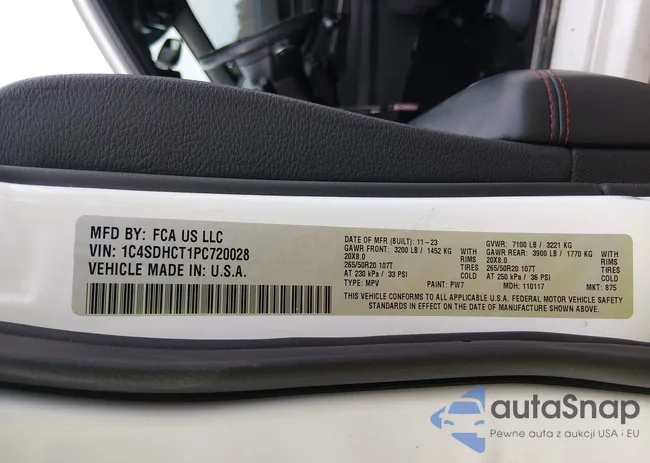 MFD BY: FCA US LLC
VIN: 1C4SDHCT1PC720028
VEHICLE MADE IN: U.S.A.
DATE OF MFR (BUILT): 11-23 GVWR: 7100 LB / 3221 KG
GAWR FRONT: 3200 LB / 1452 KG WITH GAWR REAR: 3900 LB / 1770 KG WITH
20X8.0 RIMS 20X8.0 RIMS
265/50R20 107T TIRES 265/50R20 107T TIRES
AT 230 kPa / 33 PSI COLD AT 250 kPa / 36 PSI COLD
TYPE: MPV PAINT: PW7 MDH: 110117 MKT: 875
THIS VEHICLE CONFORMS TO ALL APPLICABLE U.S.A. FEDERAL MOTOR VEHICLE SAFETY
STANDARDS IN EFFECT ON THE DATE OF MANUFACTURE SHOWN ABOVE.
autaSnap
Pewne auta z aukcji USA i EU